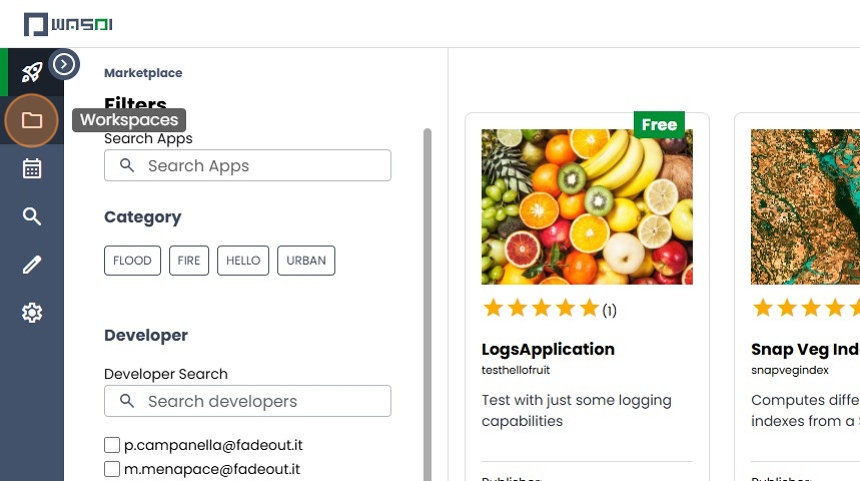 WASDI
Marketplace
Filters
Workspaces
Search Apps
Search Apps
Category
FLOOD FIRE HELLO URBAN
Developer
Developer Search
Search developers
p.campanella@fadeout.it
m.menapace@fadeout.it
Free
(1)
LogsApplication
testhellofruit
Test with just some logging
capabilities
Snap Veg Ind
snapvegindex
Computes diffe
indexes from a